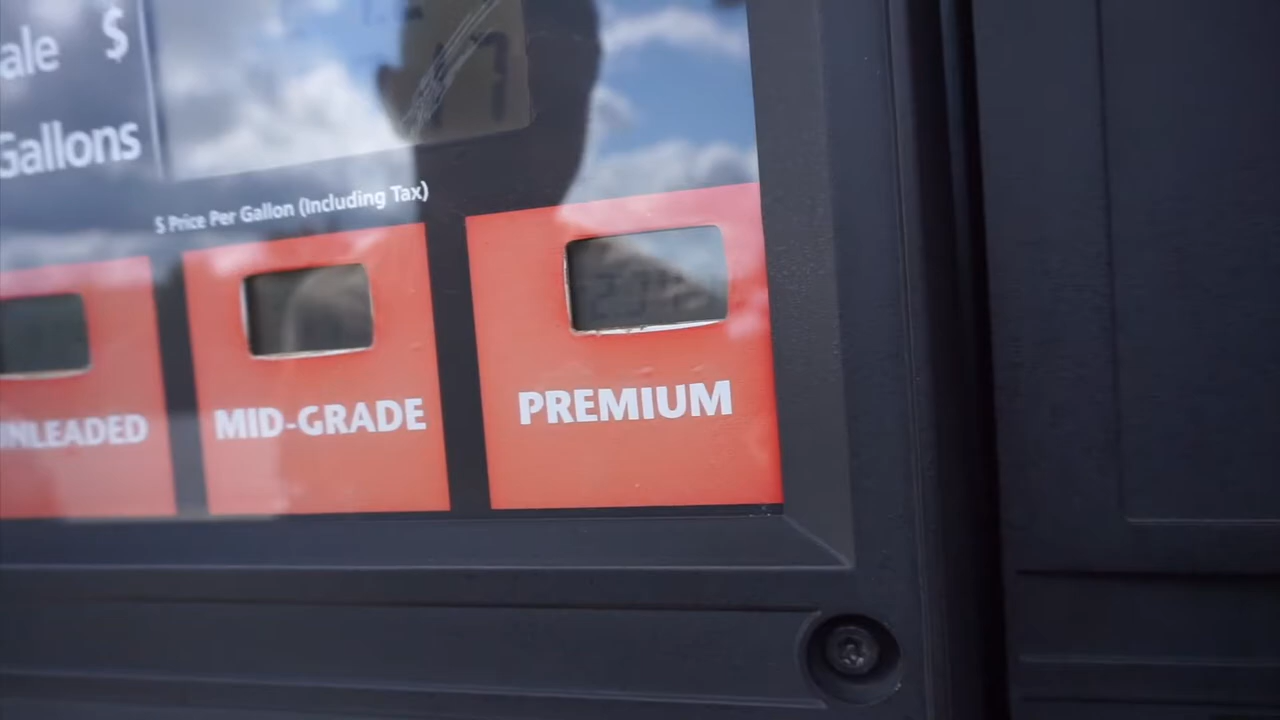 ale $
Gallons
$ Price Per Gallon (Including Tax)
NLEADED
MID-GRADE
PREMIUM